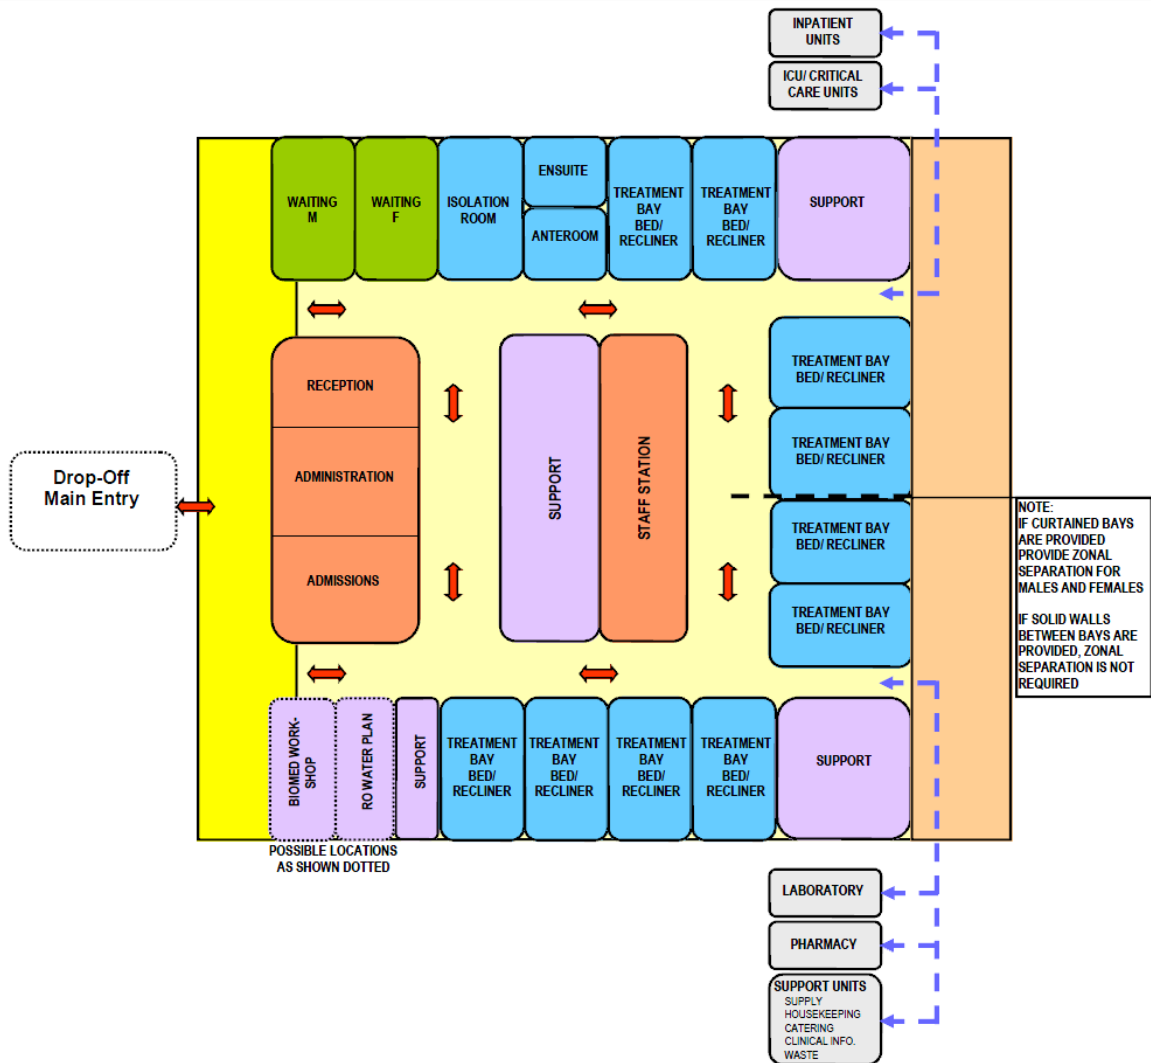 INPATIENT
UNITS
ICU/ CRITICAL
CARE UNITS
WAITING
M
WAITING
F
ISOLATION
ROOM
ENSUITE
ANTEROOM
TREATMENT
BAY
BED/
RECLINER
TREATMENT
BAY
BED/
RECLINER
SUPPORT
RECEPTION
ADMINISTRATION
ADMISSIONS
SUPPORT
STAFF STATION
TREATMENT BAY
BED/ RECLINER
TREATMENT BAY
BED/ RECLINER
TREATMENT BAY
BED/ RECLINER
TREATMENT BAY
BED/ RECLINER
Drop-Off
Main Entry
NOTE:
IF CURTAINED BAYS
ARE PROVIDED
PROVIDE ZONAL
SEPARATION FOR
MALES AND FEMALES
IF SOLID WALLS
BETWEEN BAYS ARE
PROVIDED, ZONAL
SEPARATION IS NOT
REQUIRED
BIOMED WORK-
SHOP
RO WATER PLAN
SUPPORT
TREATMENT
BAY
BED/
RECLINER
TREATMENT
BAY
BED/
RECLINER
TREATMENT
BAY
BED/
RECLINER
TREATMENT
BAY
BED/
RECLINER
SUPPORT
POSSIBLE LOCATIONS
AS SHOWN DOTTED
LABORATORY
PHARMACY
SUPPORT UNITS
SUPPLY
HOUSEKEEPING
CATERING
CLINICAL INFO.
WASTE